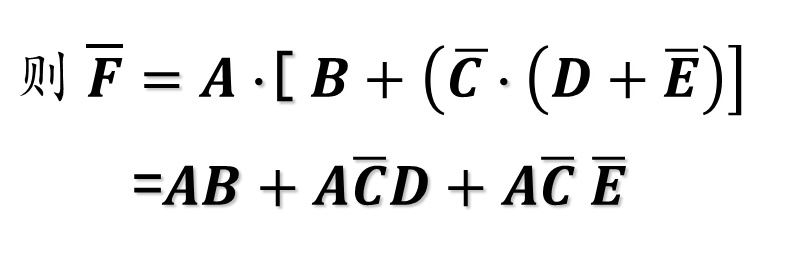 则 F̅ = A · [ B + (C̅ · (D + E̅)]
=AB + AC̅D + AC̅ E̅